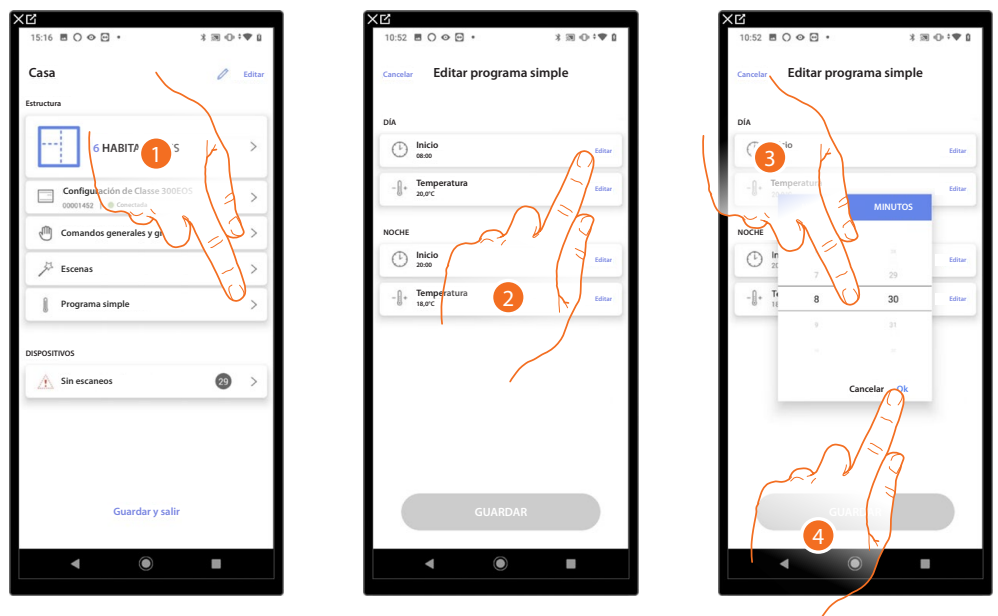 15:16
Casa
Editar
Estructura
6 HABITA
S
1
Configuración de Classe 300EOS
00001452
Conectado
Comandos generales y g
Escenas
Programa simple
DISPOSITIVOS
Sin escaneos
29
Guardar y salir
10:52
Cancelar
Editar programa simple
DÍA
Inicio
08:00
Editar
Temperatura
20,0°C
Editar
NOCHE
Inicio
20:00
Editar
Temperatura
18,0°C
Editar
2
GUARDAR
10:52
Cancelar
Editar programa simple
DÍA
3
Editar
Temperatura
Editar
MINUTOS
NOCHE
Editar
7
29
8
30
Editar
9
31
Cancelar
Ok
4